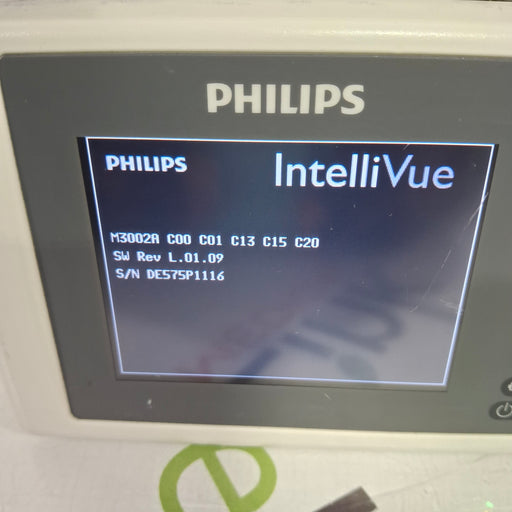 PHILIPS
PHILIPS IntelliVue
M3002A C00 C01 C13 C15 C20
SW Rev L.01.09
S/N DE575P1116